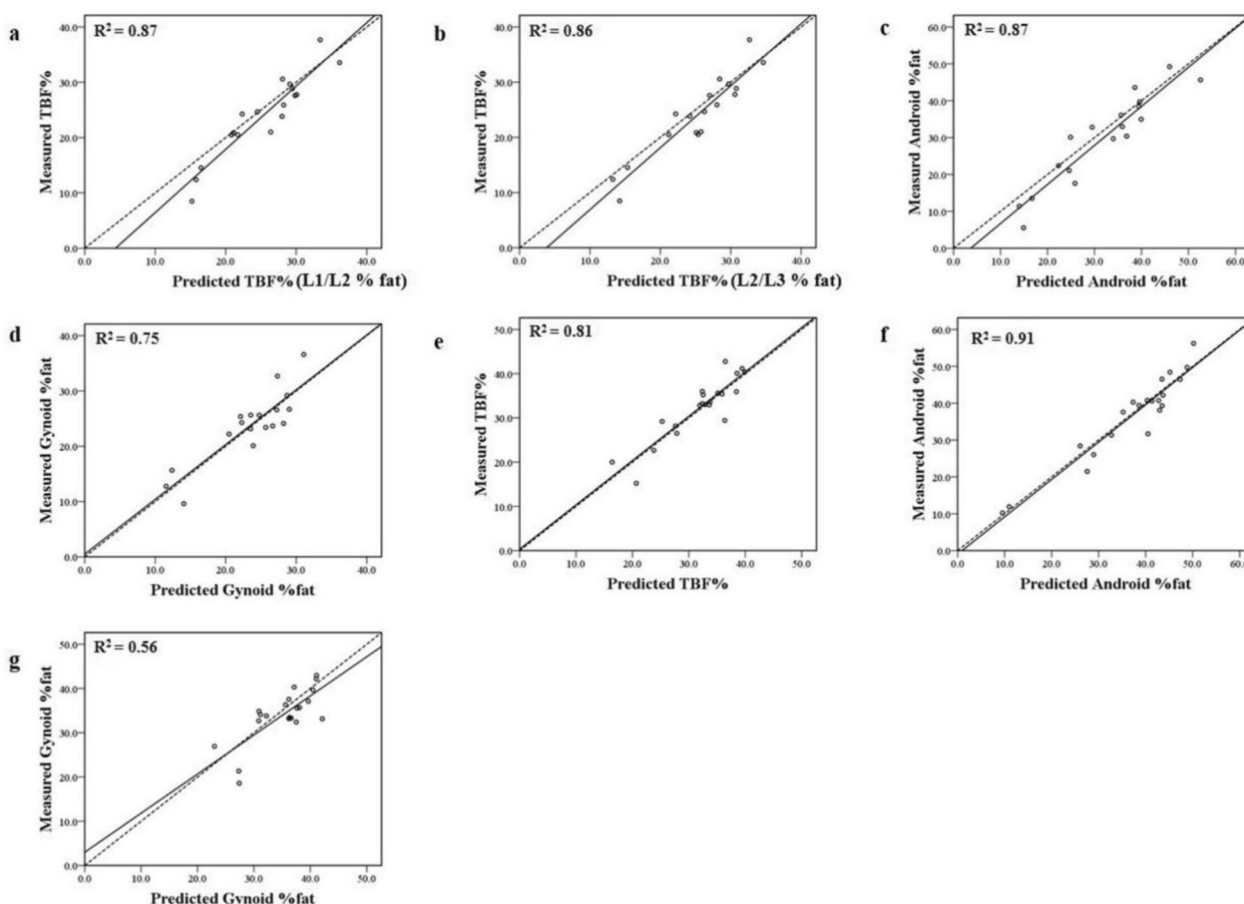 a
R² = 0.87
Measured TBF%
40.0
30.0
20.0
10.0
0.0
0.0 10.0 20.0 30.0 40.0
Predicted TBF% (L1/L2 % fat)
b
R² = 0.86
Measured TBF%
40.0
30.0
20.0
10.0
0.0
0.0 10.0 20.0 30.0 40.0
Predicted TBF% (L2/L3 % fat)
c
R² = 0.87
Measurd Android %fat
60.0
50.0
40.0
30.0
20.0
10.0
0.0
0.0 10.0 20.0 30.0 40.0 50.0 60.0
Predicted Android %fat
d
R² = 0.75
Measured Gynoid %fat
40.0
30.0
20.0
10.0
0.0
0.0 10.0 20.0 30.0 40.0
Predicted Gynoid %fat
e
R² = 0.81
Measured TBF%
50.0
40.0
30.0
20.0
10.0
0.0
0.0 10.0 20.0 30.0 40.0 50.0
Predicted TBF%
f
R² = 0.91
Measured Android %fat
60.0
50.0
40.0
30.0
20.0
10.0
0.0
0.0 10.0 20.0 30.0 40.0 50.0 60.0
Predicted Android %fat
g
R² = 0.56
Measured Gynoid %fat
50.0
40.0
30.0
20.0
10.0
0.0
0.0 10.0 20.0 30.0 40.0 50.0
Predicted Gynoid %fat